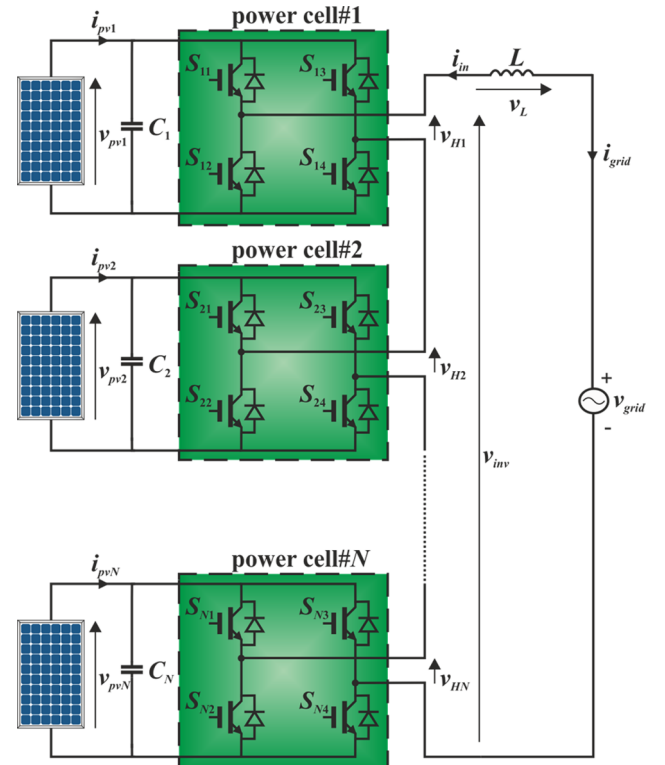 power cell#1
i_pv1
v_pv1
C_1
S_11
S_13
S_12
S_14
v_H1
i_in
L
v_L
i_grid
power cell#2
i_pv2
v_pv2
C_2
S_21
S_23
S_22
S_24
v_H2
v_inv
+
v_grid
-
power cell#N
i_pvN
v_pvN
C_N
S_N1
S_N3
S_N2
S_N4
v_HN